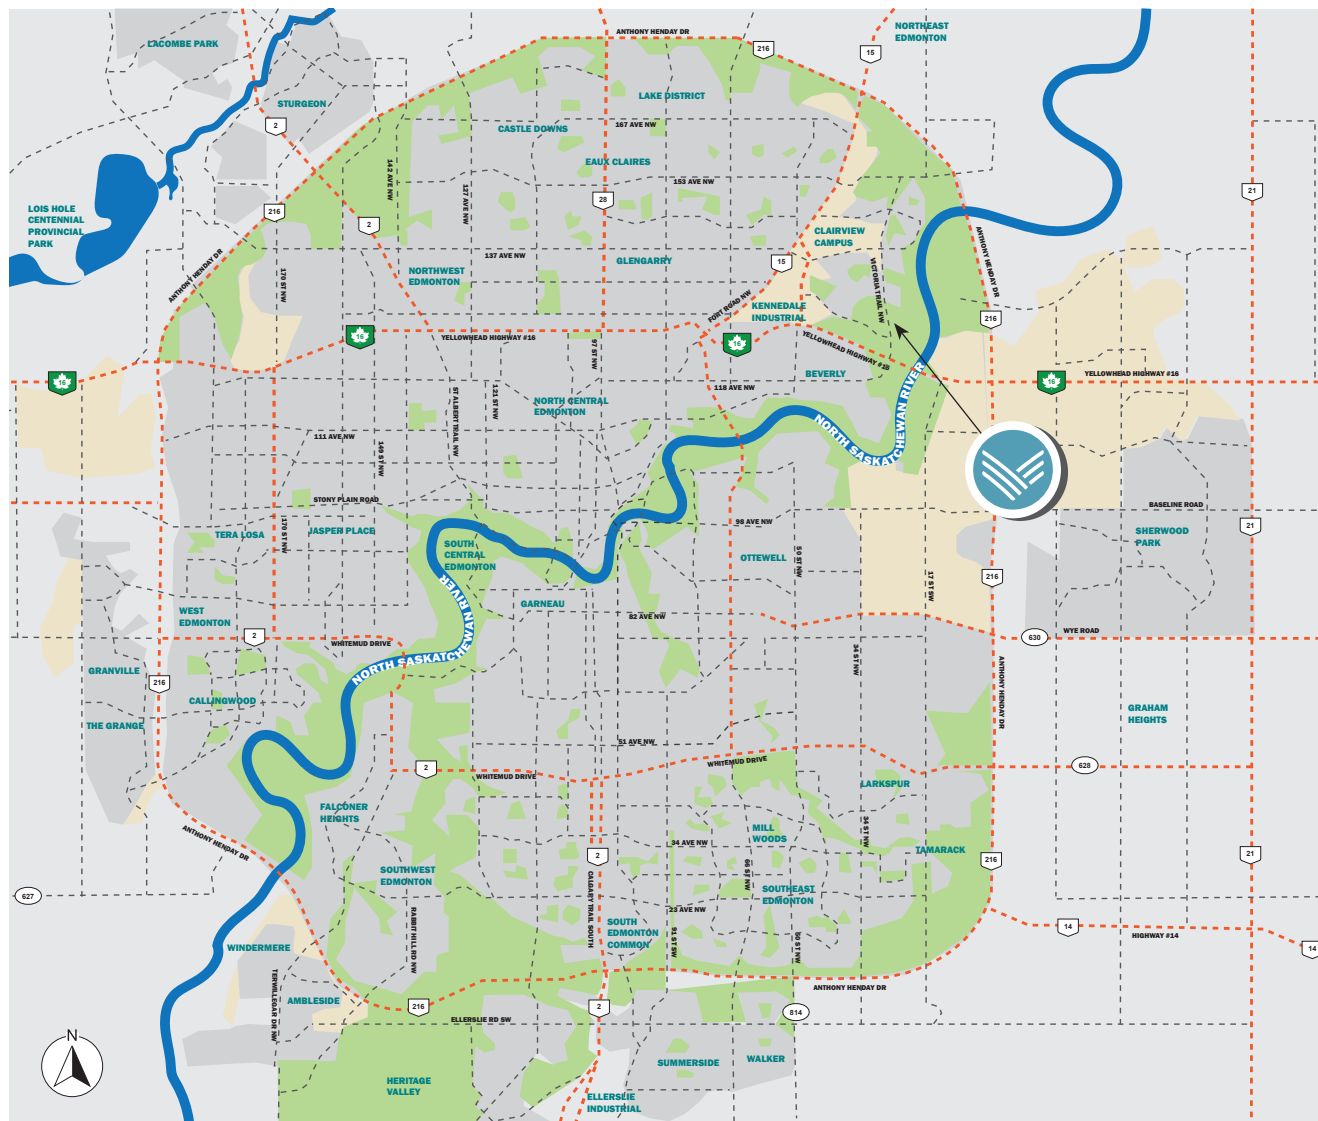 NORTHEAST
EDMONTON
ANTHONY HENDAY DR
LACOMBE PARK
216
15
STURGEON
LAKE DISTRICT
2
CASTLE DOWNS
167 AVE NW
EAUX CLAIRES
142 AVE NW
127 AVE NW
153 AVE NW
28
21
LOIS HOLE
CENTENNIAL
PROVINCIAL
PARK
216
2
CLAIRVIEW
CAMPUS
ANTHONY HENDAY DR
ANTHONY HENDAY DR
137 AVE NW
GLENGARRY
15
NORTHWEST
EDMONTON
170 ST NW
VICTORIA TRAIL NW
FORT ROAD NW
KENNEDALE
INDUSTRIAL
216
16
YELLOWHEAD HIGHWAY #16
97 ST NW
16
YELLOWHEAD HIGHWAY #16
BEVERLY
16
16
YELLOWHEAD HIGHWAY #16
118 AVE NW
ST ALBERT TRAIL NW
121 ST NW
NORTH CENTRAL
EDMONTON
NORTH SASKATCHEWAN RIVER
111 AVE NW
149 ST NW
STONY PLAIN ROAD
BASELINE ROAD
TERA LOSA
170 ST NW
JASPER PLACE
98 AVE NW
21
SHERWOOD
PARK
SOUTH
CENTRAL
EDMONTON
OTTEWELL
50 ST NW
17 ST SW
216
WEST
EDMONTON
GARNEAU
82 AVE NW
2
WHITEMUD DRIVE
NORTH SASKATCHEWAN RIVER
34 ST NW
630
WYE ROAD
GRANVILLE
216
CALLINGWOOD
ANTHONY HENDAY DR
GRAHAM
HEIGHTS
THE GRANGE
51 AVE NW
2
WHITEMUD DRIVE
WHITEMUD DRIVE
628
LARKSPUR
FALCONER
HEIGHTS
ANTHONY HENDAY DR
MILL
WOODS
34 ST NW
34 AVE NW
TAMARACK
2
216
21
SOUTHWEST
EDMONTON
66 ST NW
SOUTHEAST
EDMONTON
627
CALGARY TRAIL SOUTH
23 AVE NW
RABBIT HILL RD NW
SOUTH
EDMONTON
COMMON
91 ST SW
50 ST NW
14
HIGHWAY #14
14
WINDERMERE
TERWILLEGAR DR NW
AMBLESIDE
216
2
ANTHONY HENDAY DR
814
ELLERSLIE RD SW
N
SUMMERSIDE
WALKER
HERITAGE
VALLEY
ELLERSLIE
INDUSTRIAL